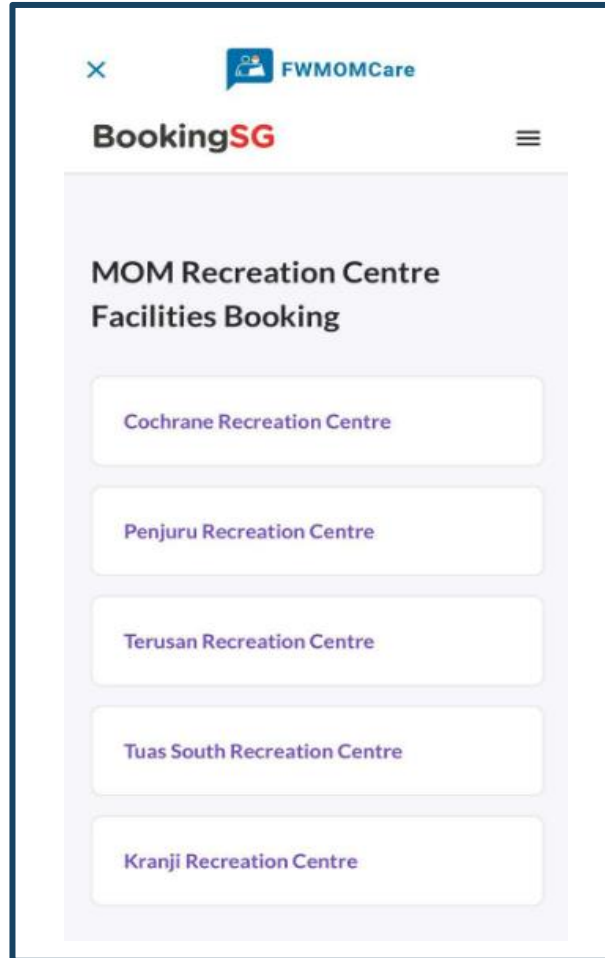 FWMOMCare
BookingSG
MOM Recreation Centre
Facilities Booking
Cochrane Recreation Centre
Penjuru Recreation Centre
Terusan Recreation Centre
Tuas South Recreation Centre
Kranji Recreation Centre